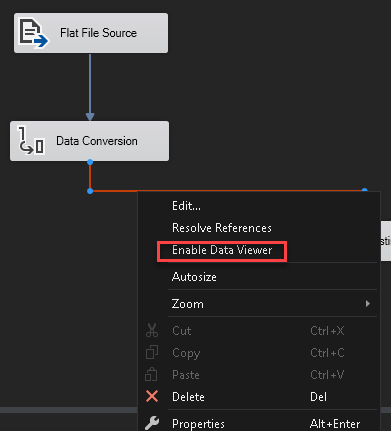 Flat File Source
Data Conversion
Edit...
Resolve References
Enable Data Viewer
Autosize
Zoom
Cut Ctrl+X
Copy Ctrl+C
Paste Ctrl+V
Delete Del
Properties Alt+Enter